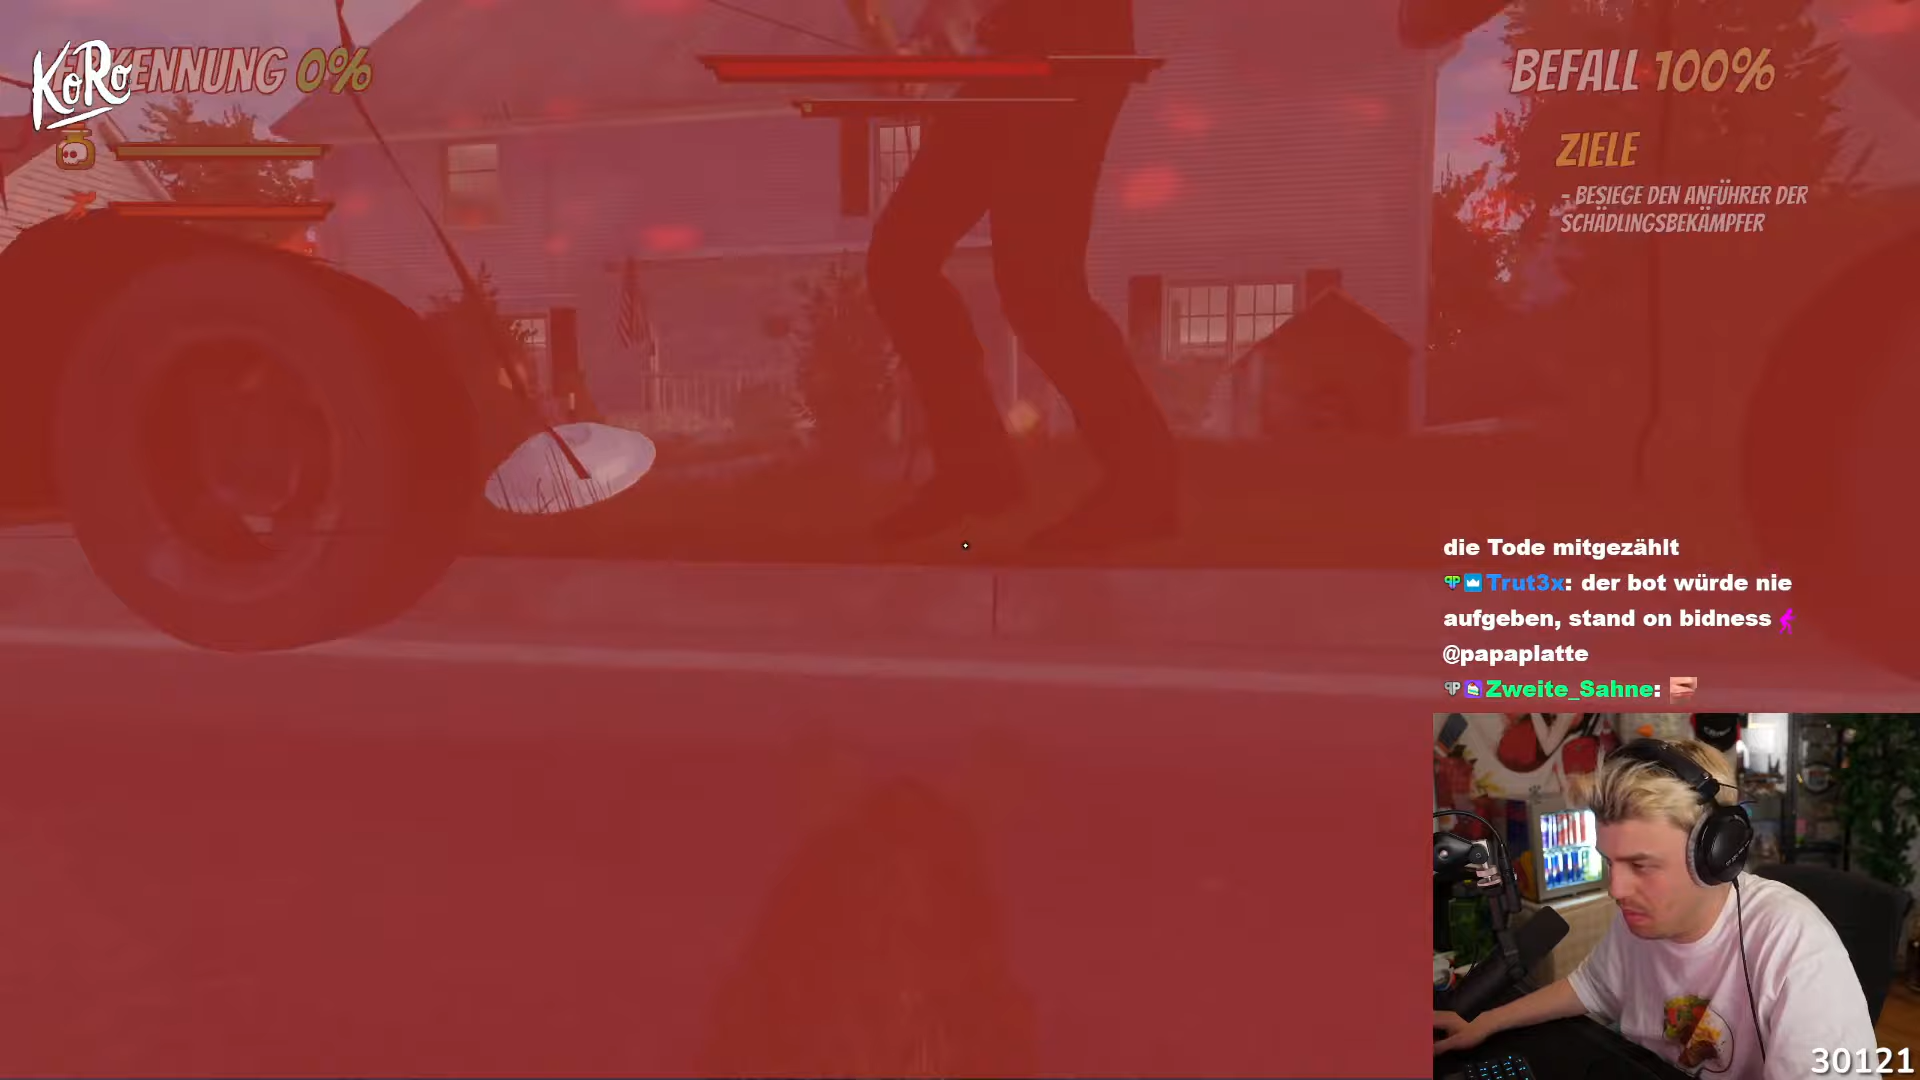 KoRo
KENNUNG 0%
BEFALL 100%
ZIELE
- BESIEGE DEN ANFÜHRER DER
SCHÄDLINGSBEKÄMPFER
die Tode mitgezählt
Trut3x: der bot würde nie
aufgeben, stand on bidness
@papaplatte
Zweite_Sahne:
30121